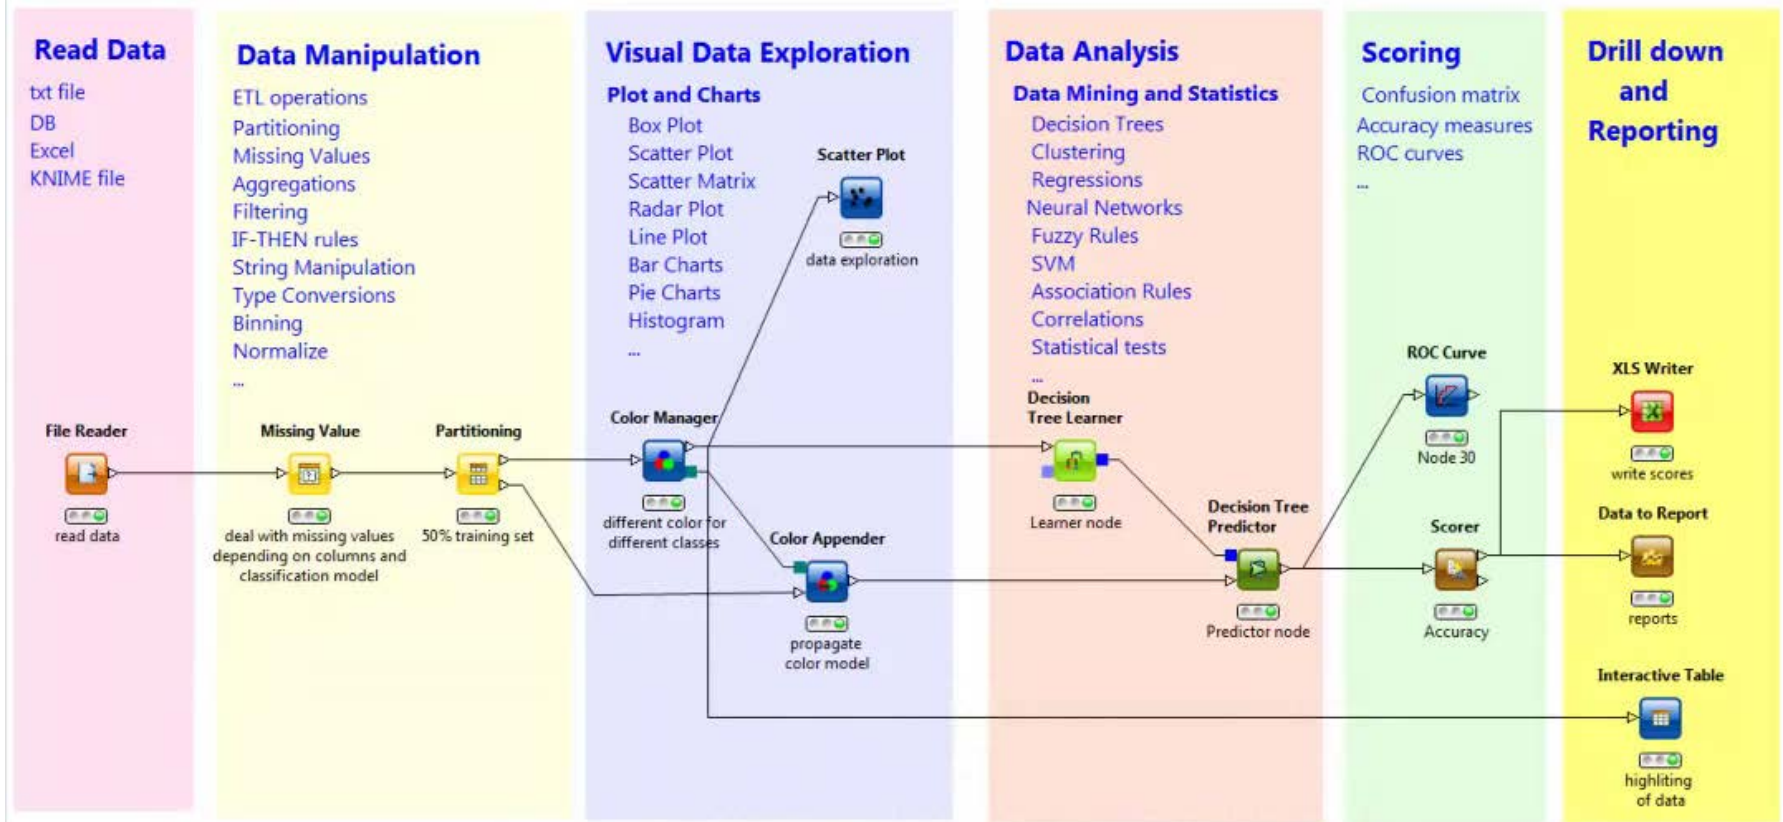 Read Data
txt file
DB
Excel
KNIME file
File Reader
read data
Data Manipulation
ETL operations
Partitioning
Missing Values
Aggregations
Filtering
IF-THEN rules
String Manipulation
Type Conversions
Binning
Normalize
...
Missing Value
deal with missing values
depending on columns and
classification model
Partitioning
50% training set
Visual Data Exploration
Plot and Charts
Box Plot
Scatter Plot
Scatter Matrix
Radar Plot
Line Plot
Bar Charts
Pie Charts
Histogram
...
Scatter Plot
data exploration
Color Manager
different color for
different classes
Color Appender
propagate
color model
Data Analysis
Data Mining and Statistics
Decision Trees
Clustering
Regressions
Neural Networks
Fuzzy Rules
SVM
Association Rules
Correlations
Statistical tests
...
Decision
Tree Learner
Learner node
Decision Tree
Predictor
Predictor node
Scoring
Confusion matrix
Accuracy measures
ROC curves
...
ROC Curve
Node 30
Scorer
Accuracy
Drill down
and
Reporting
XLS Writer
write scores
Data to Report
reports
Interactive Table
highliting
of data